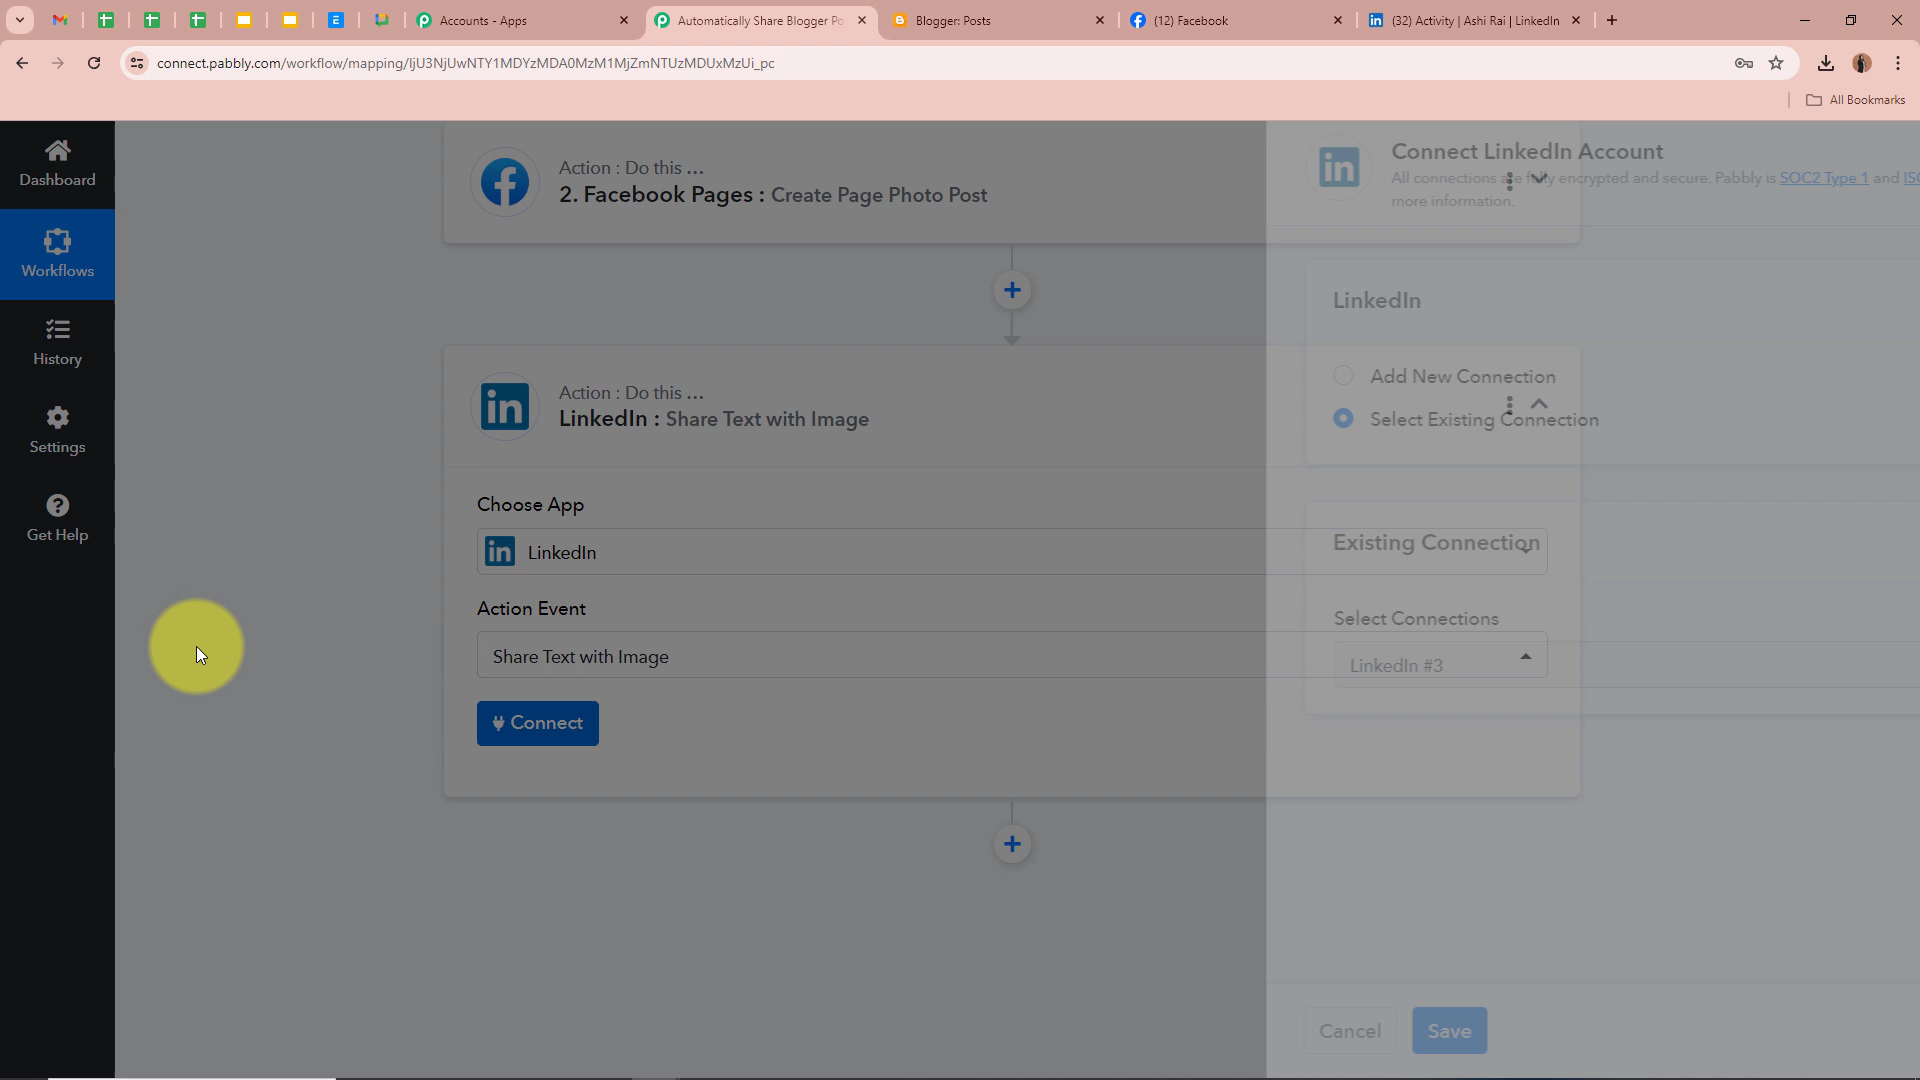 Accounts - Apps
Automatically Share Blogger Po
Blogger: Posts
(12) Facebook
(32) Activity | Ashi Rai | LinkedIn
connect.pabbly.com/workflow/mapping/IjU3NjUwNTY1MDYzMDA0MzM1MjZmNTUzMDUxMzUi_pc
All Bookmarks
Dashboard
Workflows
History
Settings
Get Help
Action : Do this ...
2. Facebook Pages : Create Page Photo Post
Action : Do this ...
LinkedIn : Share Text with Image
Choose App
LinkedIn
Action Event
Share Text with Image
Connect
Connect LinkedIn Account
All connections are fully encrypted and secure. Pabbly is SOC2 Type 1 and IS
more information.
LinkedIn
Add New Connection
Select Existing Connection
Existing Connection
Select Connections
LinkedIn #3
Cancel
Save